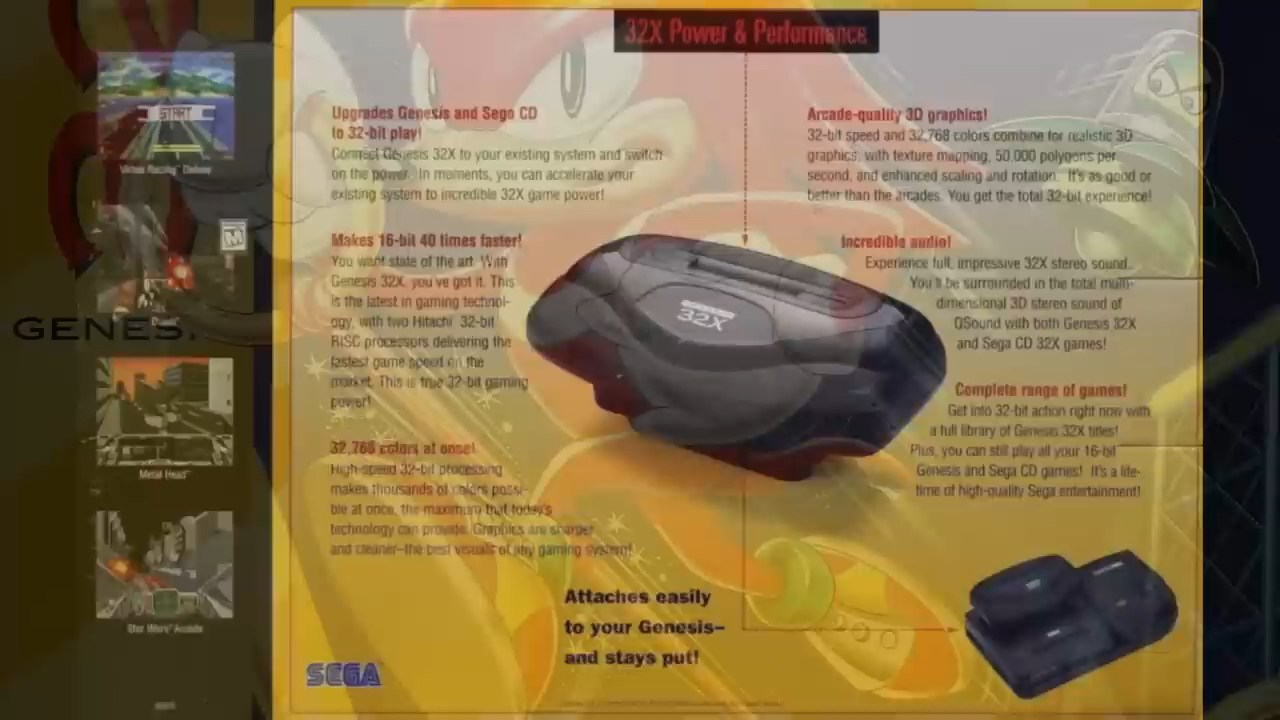 32X Power & Performance
START
Virtua Racing™ Deluxe
M
GENES
Metal Head™
Star Wars® Arcade
Upgrades Genesis and Sega CD
to 32-bit play!
Connect Genesis 32X to your existing system and switch
on the power. In moments, you can accelerate your
existing system to incredible 32X game power!
Makes 16-bit 40 times faster!
You want state of the art. With
Genesis 32X, you've got it. This
is the latest in gaming technol-
ogy, with two Hitachi 32-bit
RISC processors delivering the
fastest game speed on the
market. This is true 32-bit gaming
power!
32,768 colors at once!
High-speed 32-bit processing
makes thousands of colors possi-
ble at once, the maximum that today's
technology can provide. Graphics are sharper
and cleaner–the best visuals of any gaming system!
32X
Arcade-quality 3D graphics!
32-bit speed and 32,768 colors combine for realistic 3D
graphics, with texture mapping, 50,000 polygons per
second, and enhanced scaling and rotation. It's as good or
better than the arcades. You get the total 32-bit experience!
Incredible audio!
Experience full, impressive 32X stereo sound.
You'll be surrounded in the total multi-
dimensional 3D stereo sound of
QSound with both Genesis 32X
and Sega CD 32X games!
Complete range of games!
Get into 32-bit action right now with
a full library of Genesis 32X titles!
Plus, you can still play all your 16-bit
Genesis and Sega CD games! It's a life-
time of high-quality Sega entertainment!
Attaches easily
to your Genesis–
and stays put!
SEGA